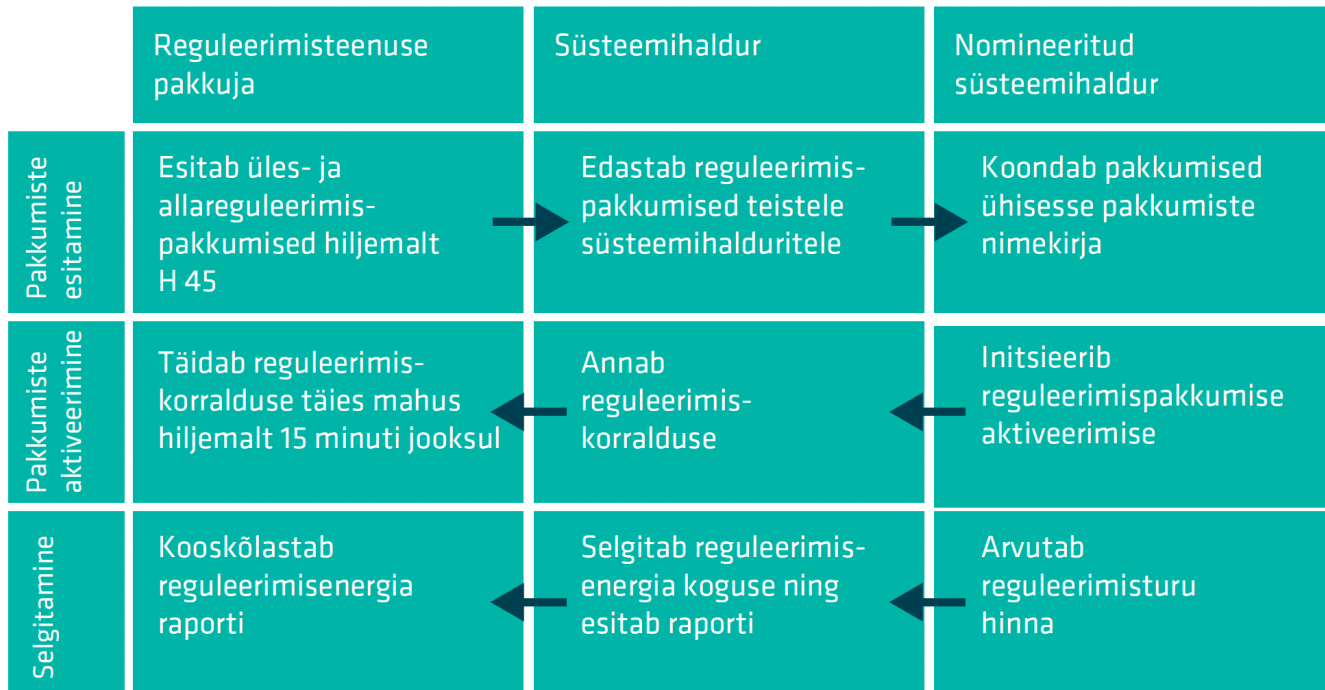 Reguleerimisteenuse
pakkuja
Süsteemihaldur
Nomineeritud
süsteemihaldur
Pakkumiste
esitamine
Esitab üles- ja
allareguleerimis-
pakkumised hiljemalt
H 45
Edastab reguleerimis-
pakkumised teistele
süsteemihalduritele
Koondab pakkumised
ühisesse pakkumiste
nimekirja
Pakkumiste
aktiveerimine
Täidab reguleerimis-
korralduse täies mahus
hiljemalt 15 minuti jooksul
Annab
reguleerimis-
korralduse
Initsieerib
reguleerimispakkumise
aktiveerimise
Selgitamine
Kooskõlastab
reguleerimisenergia
raporti
Selgitab reguleerimis-
energia koguse ning
esitab raporti
Arvutab
reguleerimisturu
hinna